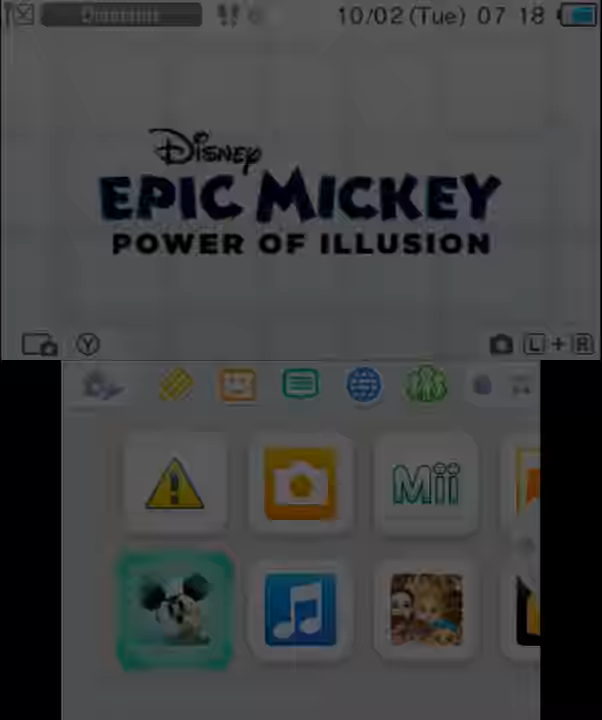 10/02 (Tue) 07 18
Disney
EPIC MICKEY
POWER OF ILLUSION
Y
L + R
Mii